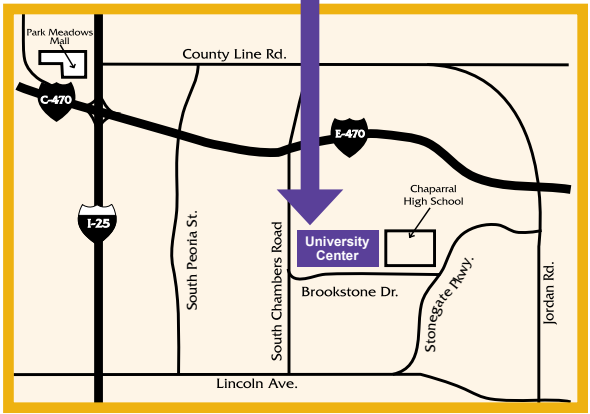 Park Meadows
Mall
County Line Rd.
C-470
E-470
Chaparral
High School
I-25
South Peoria St.
South Chambers Road
University
Center
Brookstone Dr.
Stonegate Pkwy.
Jordan Rd.
Lincoln Ave.